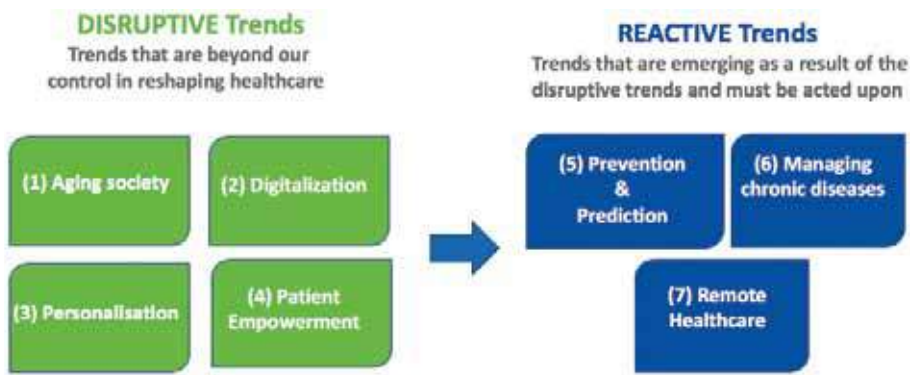 DISRUPTIVE Trends
Trends that are beyond our
control in reshaping healthcare
(1) Aging society
(2) Digitalization
(3) Personalisation
(4) Patient
Empowerment
REACTIVE Trends
Trends that are emerging as a result of the
disruptive trends and must be acted upon
(5) Prevention
&
Prediction
(6) Managing
chronic diseases
(7) Remote
Healthcare